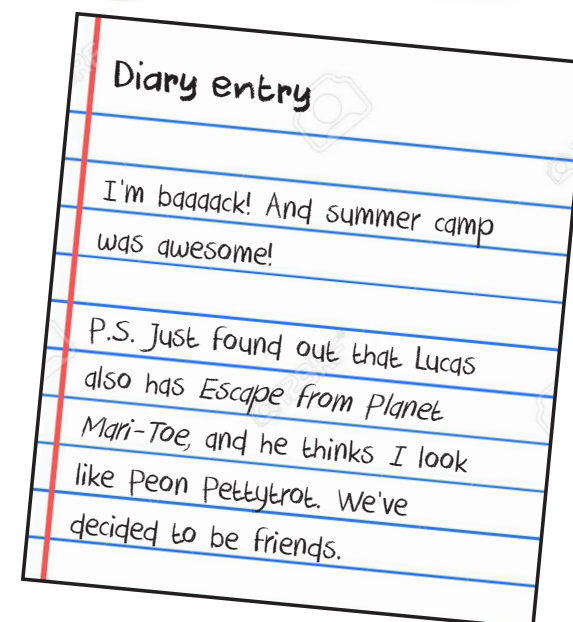 Diary entry
I'm baaaack! And summer camp
was awesome!
P.S. Just found out that Lucas
also has Escape from Planet
Mari-Toe, and he thinks I look
like Peon Pettytrot. We've
decided to be friends.